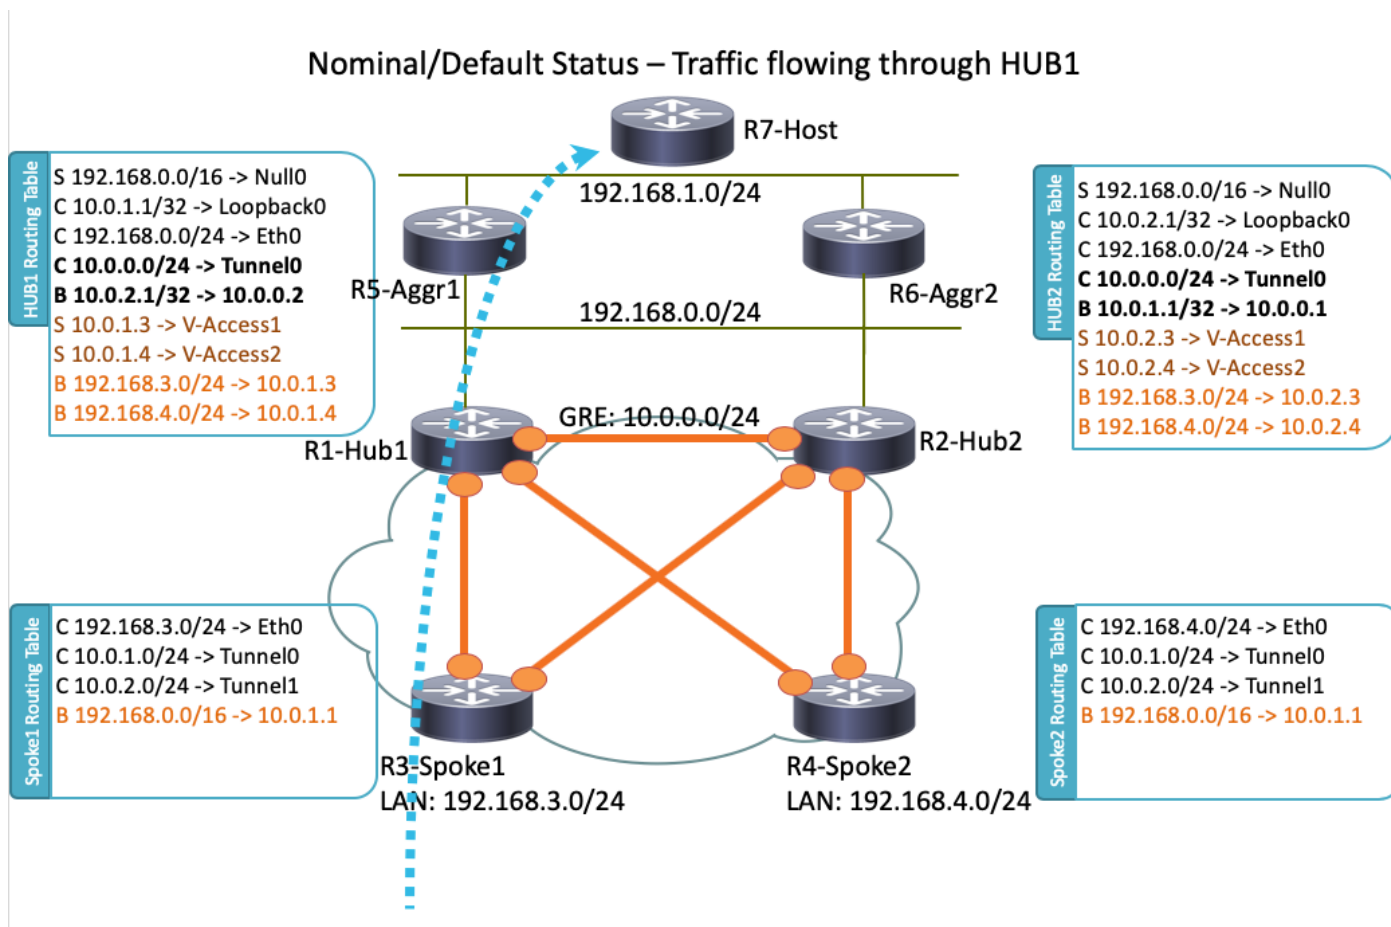 Nominal/Default Status – Traffic flowing through HUB1
R7-Host
HUB1 Routing Table
S 192.168.0.0/16 -> Null0
C 10.0.1.1/32 -> Loopback0
C 192.168.0.0/24 -> Eth0
C 10.0.0.0/24 -> Tunnel0
B 10.0.2.1/32 -> 10.0.0.2
S 10.0.1.3 -> V-Access1
S 10.0.1.4 -> V-Access2
B 192.168.3.0/24 -> 10.0.1.3
B 192.168.4.0/24 -> 10.0.1.4
192.168.1.0/24
R5-Aggr1
R6-Aggr2
192.168.0.0/24
HUB2 Routing Table
S 192.168.0.0/16 -> Null0
C 10.0.2.1/32 -> Loopback0
C 192.168.0.0/24 -> Eth0
C 10.0.0.0/24 -> Tunnel0
B 10.0.1.1/32 -> 10.0.0.1
S 10.0.2.3 -> V-Access1
S 10.0.2.4 -> V-Access2
B 192.168.3.0/24 -> 10.0.2.3
B 192.168.4.0/24 -> 10.0.2.4
GRE: 10.0.0.0/24
R1-Hub1
R2-Hub2
Spoke1 Routing Table
C 192.168.3.0/24 -> Eth0
C 10.0.1.0/24 -> Tunnel0
C 10.0.2.0/24 -> Tunnel1
B 192.168.0.0/16 -> 10.0.1.1
Spoke2 Routing Table
C 192.168.4.0/24 -> Eth0
C 10.0.1.0/24 -> Tunnel0
C 10.0.2.0/24 -> Tunnel1
B 192.168.0.0/16 -> 10.0.1.1
R3-Spoke1
LAN: 192.168.3.0/24
R4-Spoke2
LAN: 192.168.4.0/24